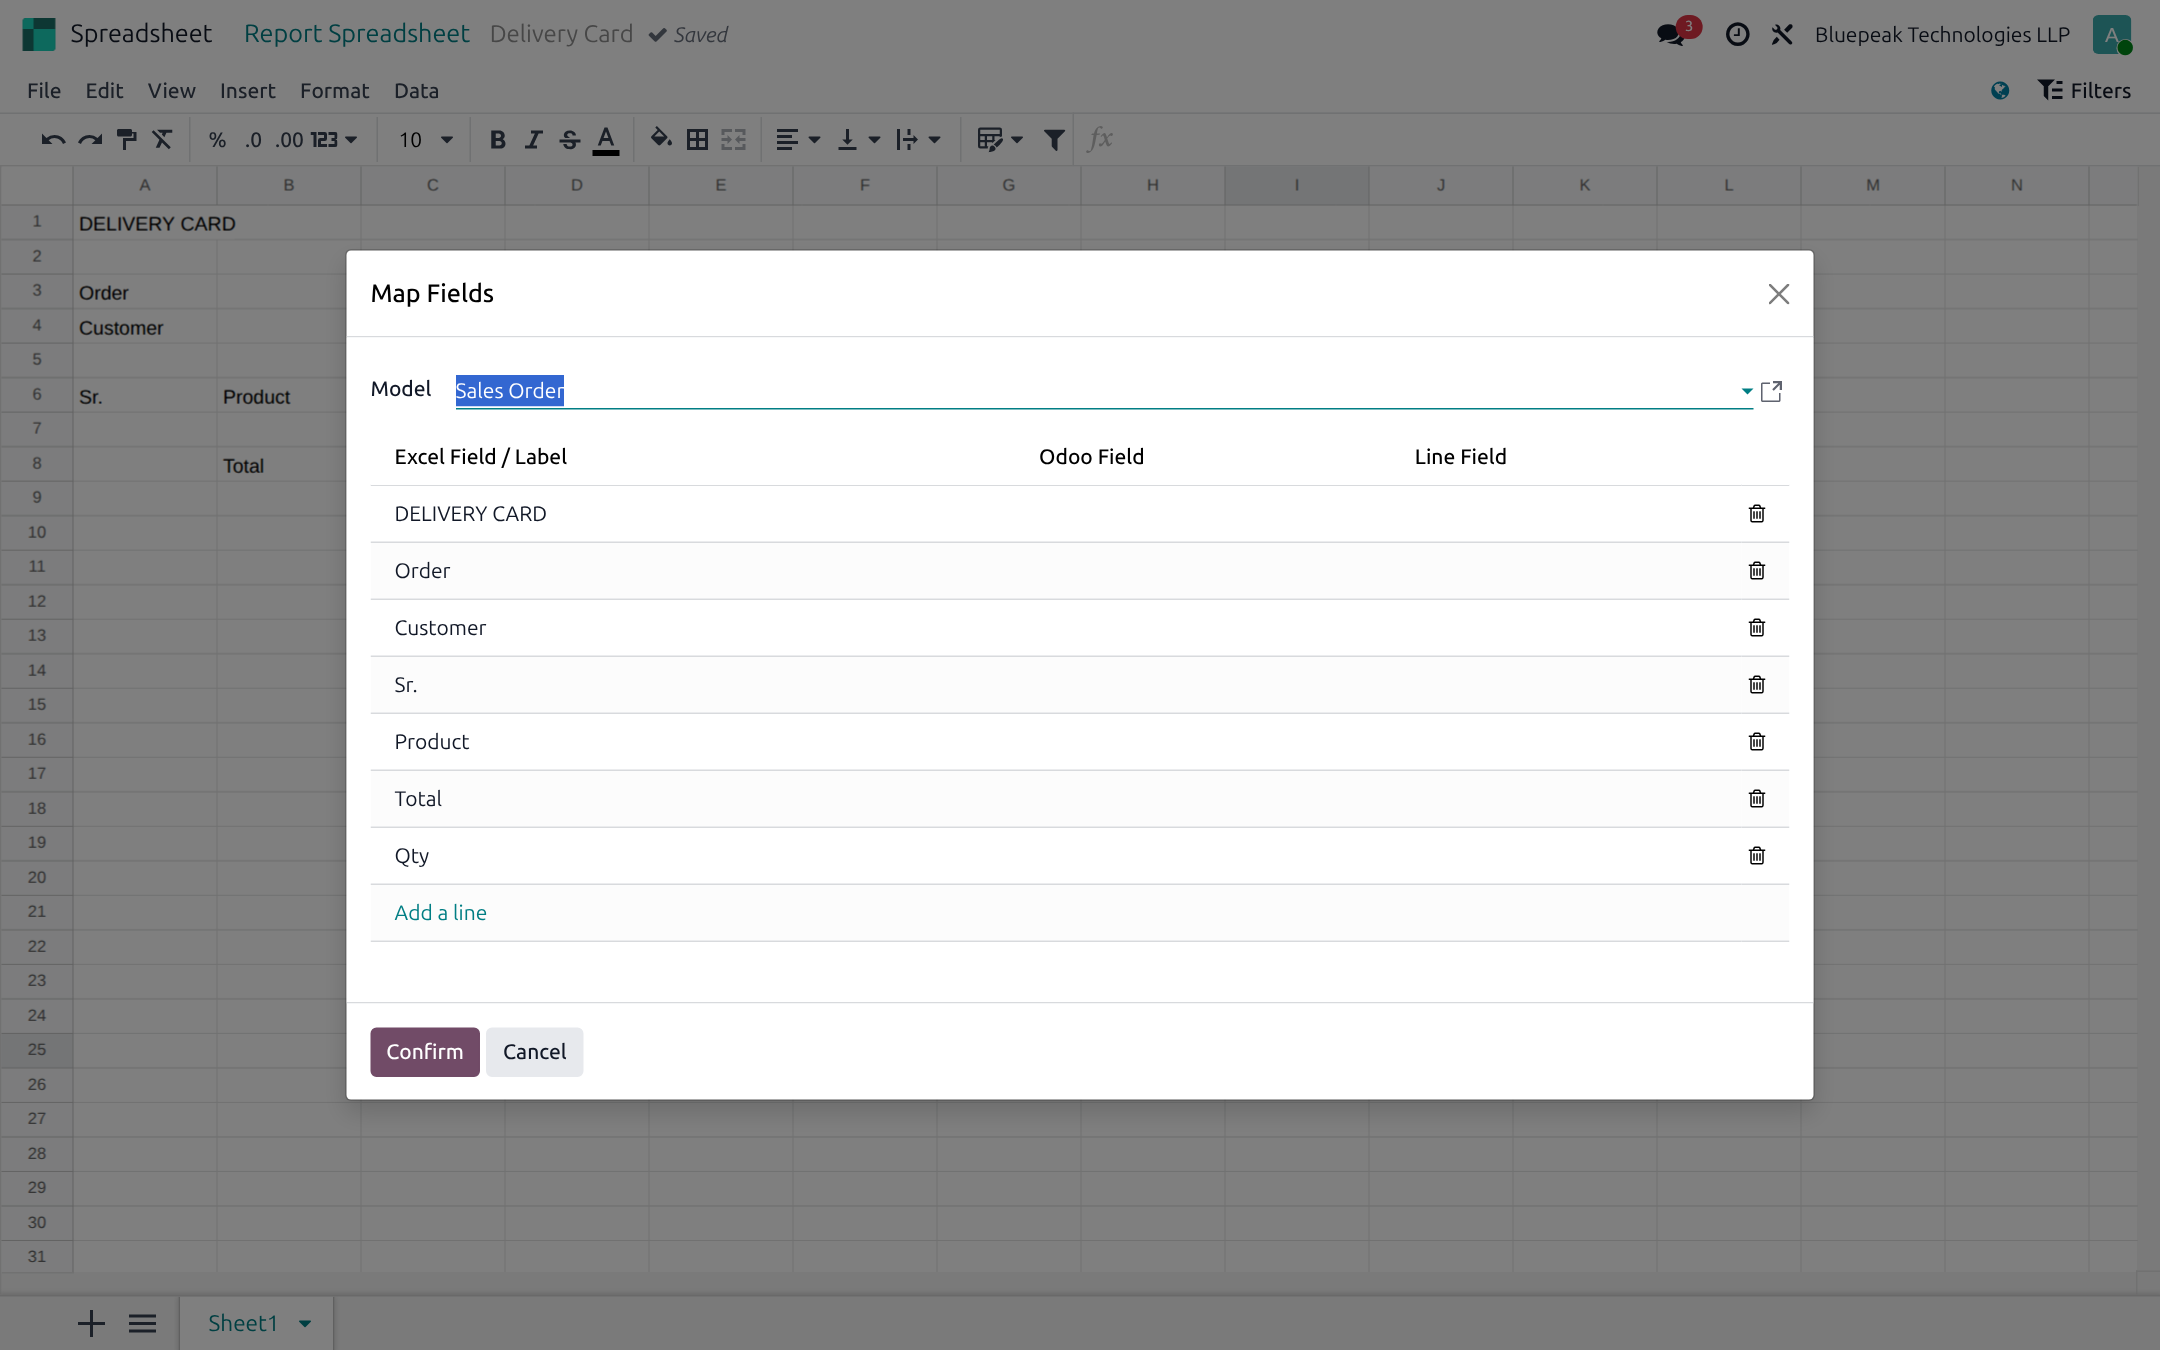 Spreadsheet Report Spreadsheet Delivery Card Saved 3 Bluepeak Technologies LLP A
File Edit View Insert Format Data Filters
% .0 .00 123 10 B I S A fx
A B C D E F G H I J K L M N
1 DELIVERY CARD
2
3 Order
4 Customer
5
6 Sr. Product
7
8 Total
9
10
11
12
13
14
15
16
17
18
19
20
21
22
23
24
25
26
27
28
29
30
31
Map Fields
Model Sales Order
Excel Field / Label Odoo Field Line Field
DELIVERY CARD
Order
Customer
Sr.
Product
Total
Qty
Add a line
Confirm Cancel
Sheet1